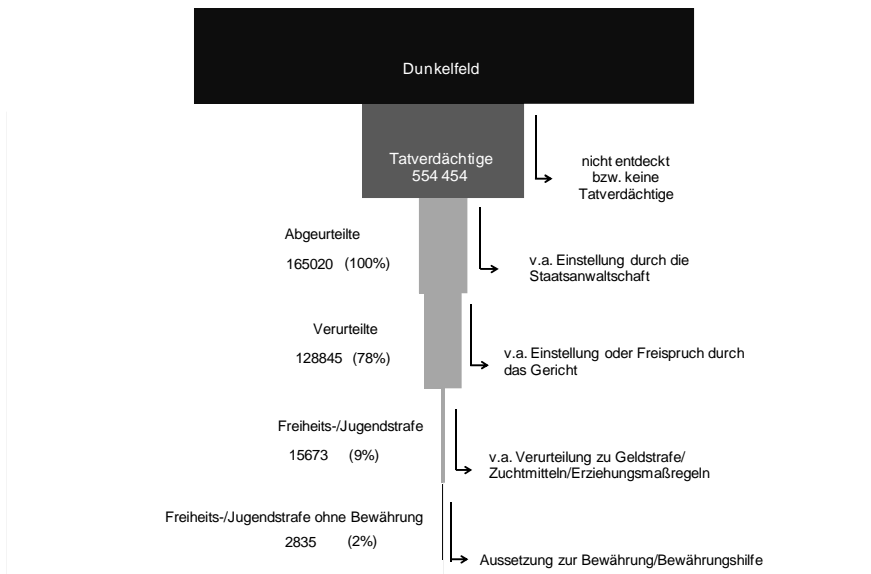 Dunkelfeld
Tatverdächtige
554 454
nicht entdeckt
bzw. keine
Tatverdächtige
Abgeurteilte
165020 (100%)
v.a. Einstellung durch die
Staatsanwaltschaft
Verurteilte
128845 (78%)
v.a. Einstellung oder Freispruch durch
das Gericht
Freiheits-/Jugendstrafe
15673 (9%)
v.a. Verurteilung zu Geldstrafe/
Zuchtmitteln/Erziehungsmaßregeln
Freiheits-/Jugendstrafe ohne Bewährung
2835 (2%)
Aussetzung zur Bewährung/Bewährungshilfe